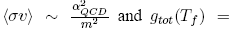 ⟨σv⟩ ∼ α²_QCD / m² and g_tot(T_f) =